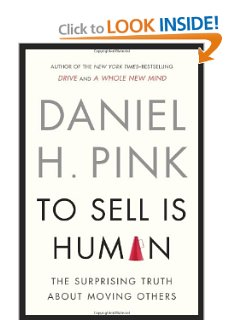 Click to LOOK INSIDE!
AUTHOR OF THE NEW YORK TIMES-BESTSELLING
DRIVE AND A WHOLE NEW MIND
DANIEL
H. PINK
TO SELL IS
HUMAN
THE SURPRISING TRUTH
ABOUT MOVING OTHERS